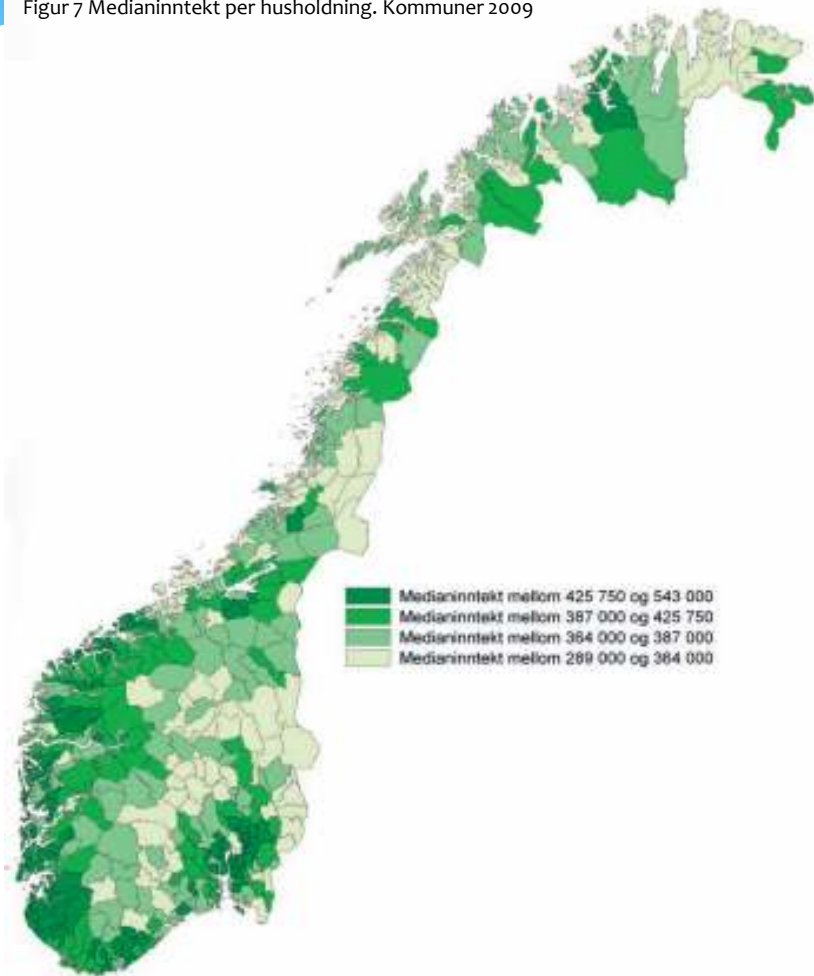 Figur 7 Medianinntekt per husholdning. Kommuner 2009
Medianinntekt mellom 425 750 og 543 000
Medianinntekt mellom 387 000 og 425 750
Medianinntekt mellom 364 000 og 387 000
Medianinntekt mellom 289 000 og 364 000